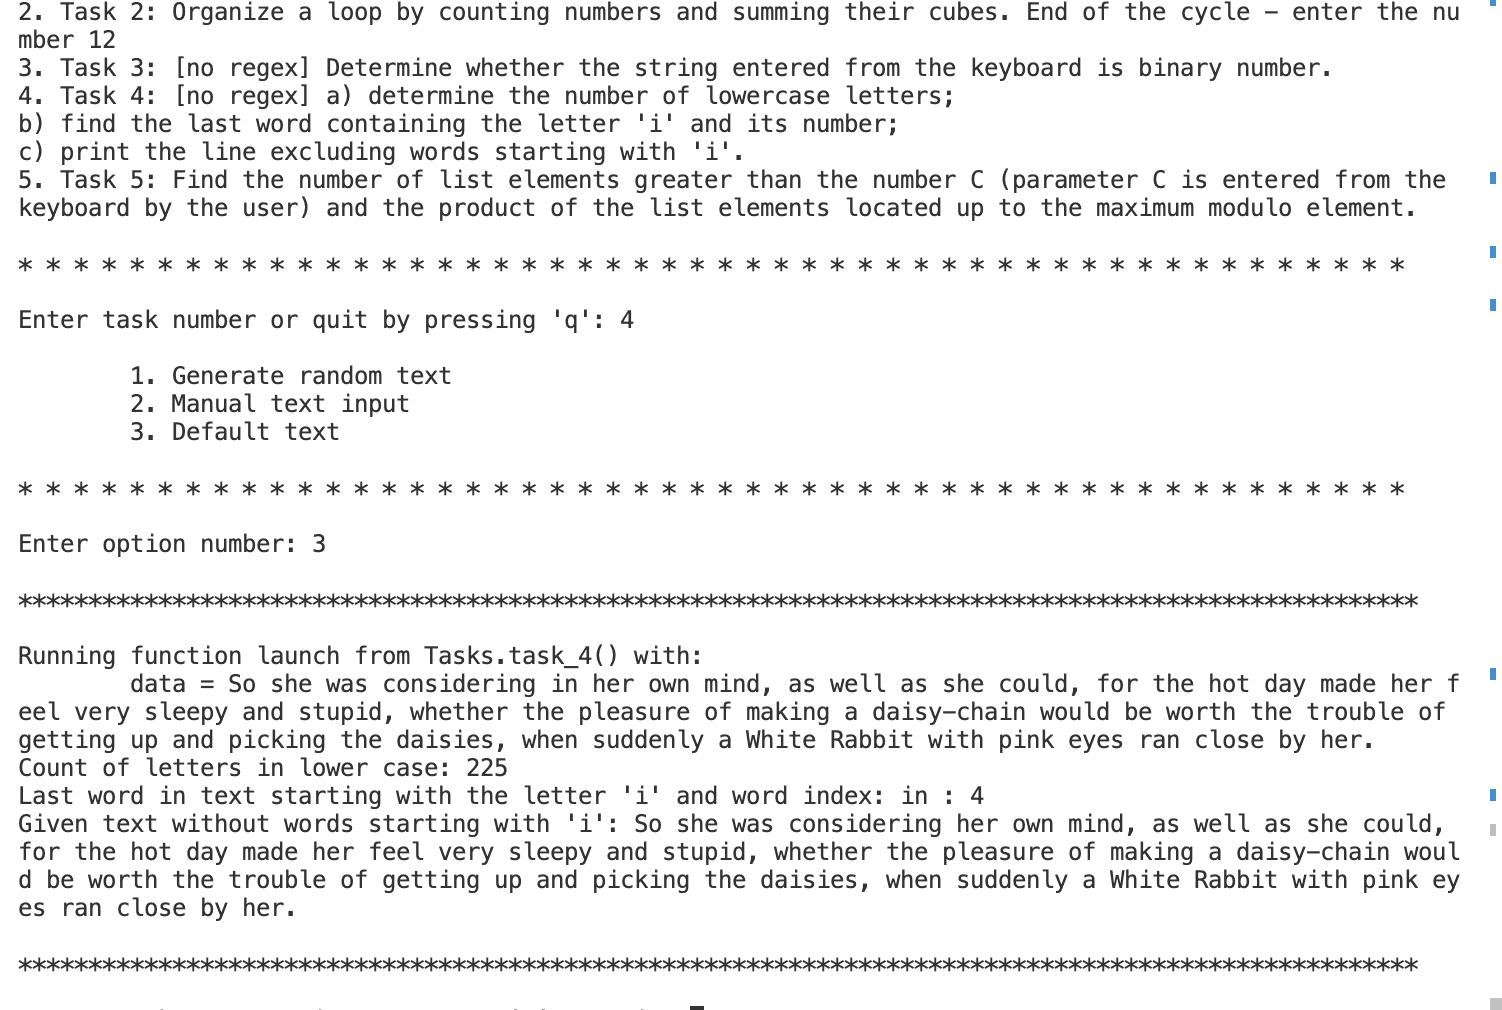 2. Task 2: Organize a loop by counting numbers and summing their cubes. End of the cycle – enter the nu
mber 12
3. Task 3: [no regex] Determine whether the string entered from the keyboard is binary number.
4. Task 4: [no regex] a) determine the number of lowercase letters;
b) find the last word containing the letter 'i' and its number;
c) print the line excluding words starting with 'i'.
5. Task 5: Find the number of list elements greater than the number C (parameter C is entered from the
keyboard by the user) and the product of the list elements located up to the maximum modulo element.
* * * * * * * * * * * * * * * * * * * * * * * * * * * * * * * * * * * * * * * * * * * * * * * * * *
Enter task number or quit by pressing 'q': 4
1. Generate random text
2. Manual text input
3. Default text
* * * * * * * * * * * * * * * * * * * * * * * * * * * * * * * * * * * * * * * * * * * * * * * * * *
Enter option number: 3
****************************************************************************************************
Running function launch from Tasks.task_4() with:
data = So she was considering in her own mind, as well as she could, for the hot day made her f
eel very sleepy and stupid, whether the pleasure of making a daisy-chain would be worth the trouble of
getting up and picking the daisies, when suddenly a White Rabbit with pink eyes ran close by her.
Count of letters in lower case: 225
Last word in text starting with the letter 'i' and word index: in : 4
Given text without words starting with 'i': So she was considering her own mind, as well as she could,
for the hot day made her feel very sleepy and stupid, whether the pleasure of making a daisy-chain woul
d be worth the trouble of getting up and picking the daisies, when suddenly a White Rabbit with pink ey
es ran close by her.
****************************************************************************************************